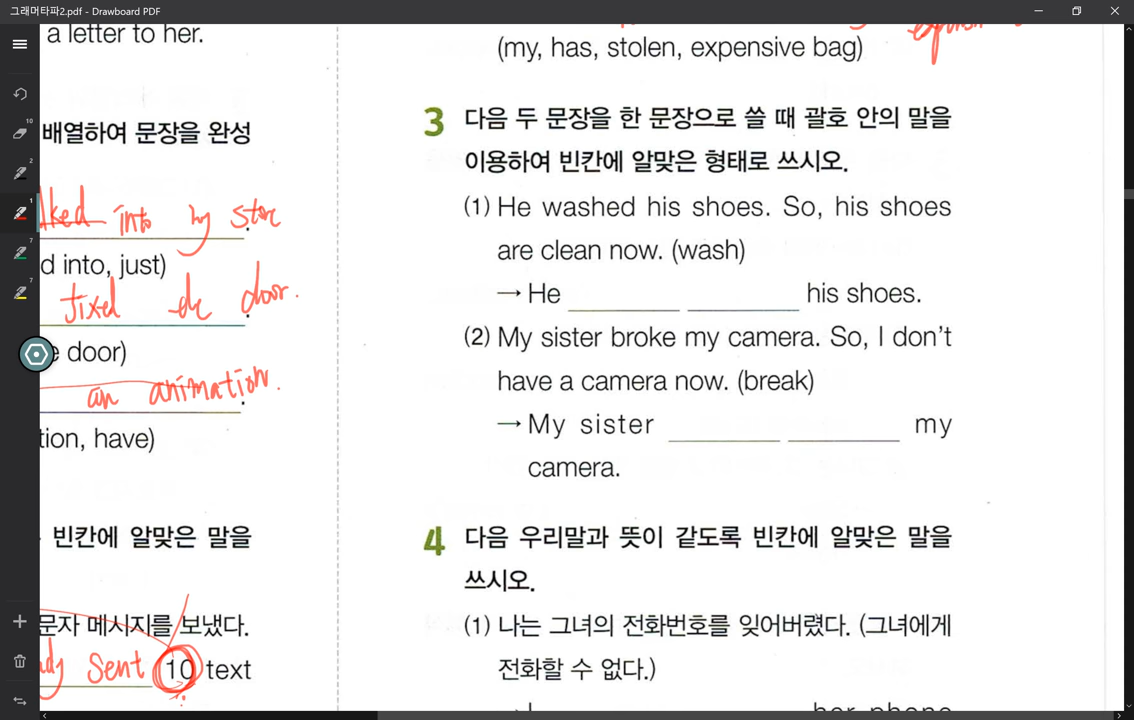 그래머타파2.pdf - Drawboard PDF
a letter to her.
배열하여 문장을 완성
into my store
d into, just)
fixed the door.
e door)
an animation.
tion, have)
빈칸에 알맞은 말을
문자 메시지를 보냈다.
sent 10 text
(my, has, stolen, expensive bag)
3 다음 두 문장을 한 문장으로 쓸 때 괄호 안의 말을
이용하여 빈칸에 알맞은 형태로 쓰시오.
(1) He washed his shoes. So, his shoes
are clean now. (wash)
→ He ______ ______ his shoes.
(2) My sister broke my camera. So, I don't
have a camera now. (break)
→ My sister ______ ______ my
camera.
4 다음 우리말과 뜻이 같도록 빈칸에 알맞은 말을
쓰시오.
(1) 나는 그녀의 전화번호를 잊어버렸다. (그녀에게
전화할 수 없다.)
her phone